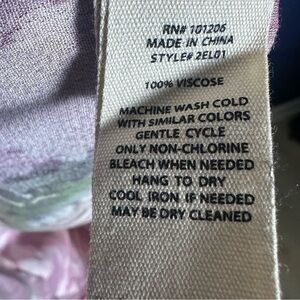 RN# 101206
MADE IN CHINA
STYLE# 2EL01
100% VISCOSE
MACHINE WASH COLD
WITH SIMILAR COLORS
GENTLE CYCLE
ONLY NON-CHLORINE
BLEACH WHEN NEEDED
HANG TO DRY
COOL IRON IF NEEDED
MAY BE DRY CLEANED